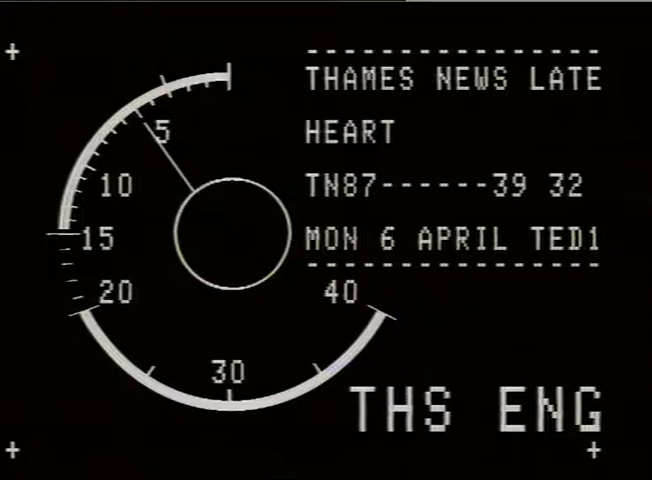 THAMES NEWS LATE
HEART
TN87------39 32
MON 6 APRIL TED1
5
10
15
20
30
40
THS ENG